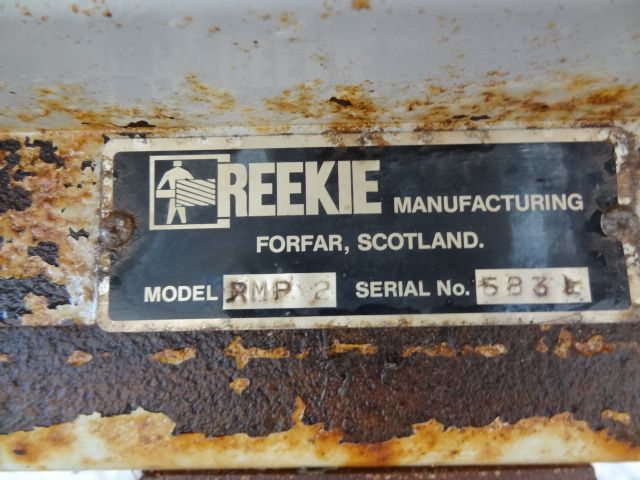 REEKIE MANUFACTURING
FORFAR, SCOTLAND.
MODEL RMP 2 SERIAL No.